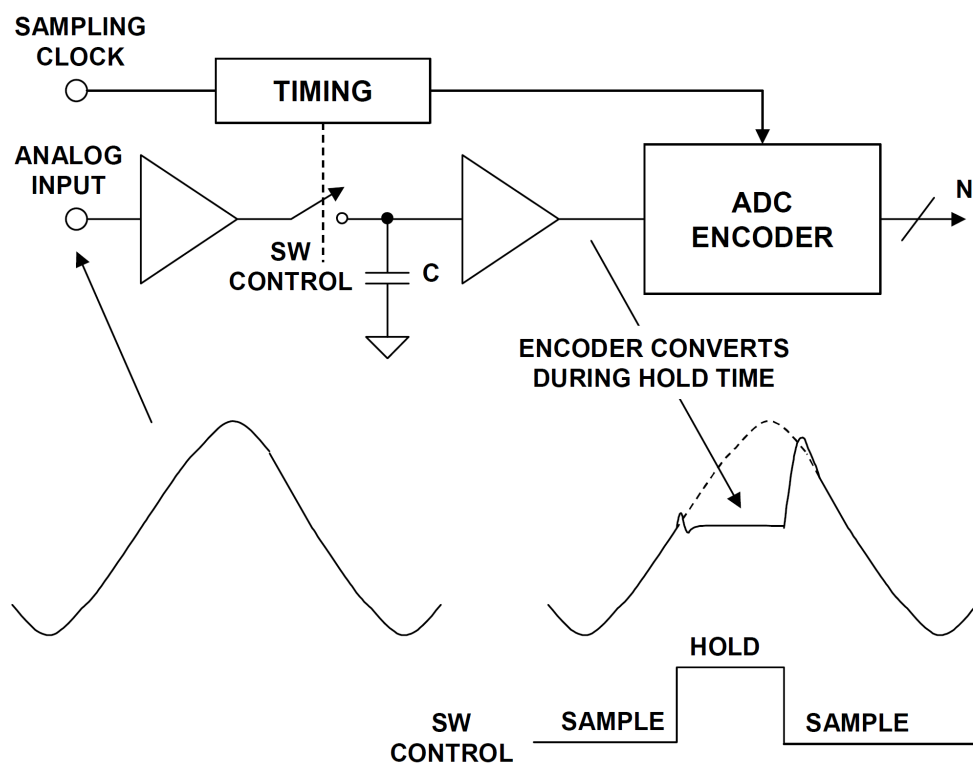 SAMPLING
CLOCK
TIMING
ANALOG
INPUT
SW
CONTROL
C
ADC
ENCODER
N
ENCODER CONVERTS
DURING HOLD TIME
HOLD
SW
CONTROL
SAMPLE
SAMPLE